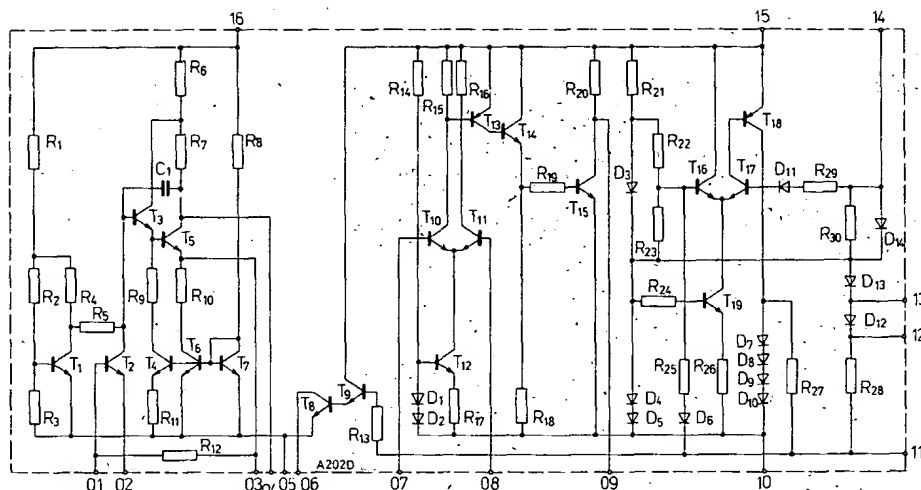 16 15 14
R6
R14 R15 R16 R20 R21
T13 T14 T18
R1 R7 R8 R22
C1 R19 D3 T16 T17 D11 R29
T3 T5 T15
T10 T11 R23 R30 D14
R2 R4 R9 R10 R24 T19 D13
R5 13
D12
12
T1 T2 T4 T6 T7 T12 D7
D8
D9
D10
R25 R26 R27 R28
R3 R11 T8 T9 D1 D2 R17 R18 D4 D5 D6
R13
R12 11
A202D
01 02 03 04 05 06 07 08 09 10